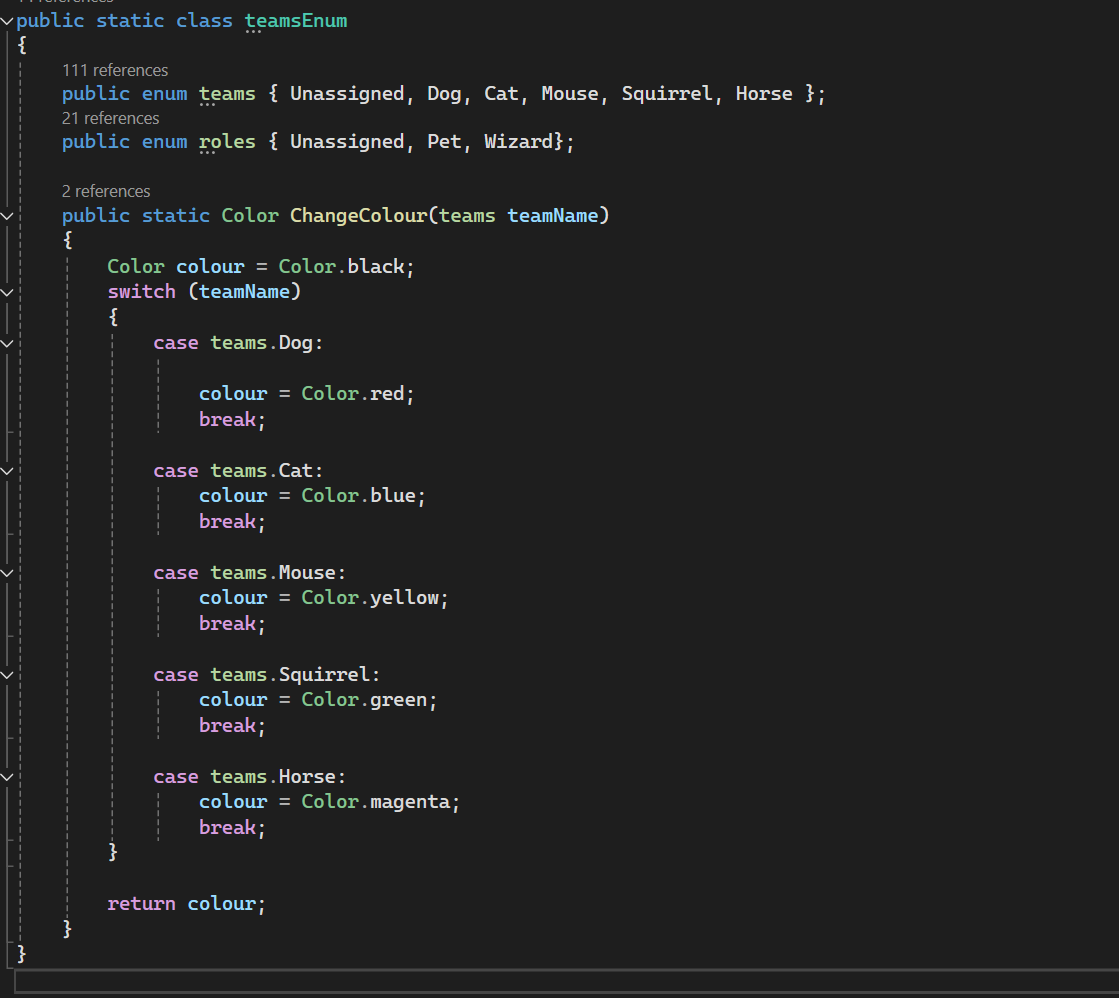 public static class teamsEnum
{
111 references
public enum teams { Unassigned, Dog, Cat, Mouse, Squirrel, Horse };
21 references
public enum roles { Unassigned, Pet, Wizard};
2 references
public static Color ChangeColour(teams teamName)
{
Color colour = Color.black;
switch (teamName)
{
case teams.Dog:
colour = Color.red;
break;
case teams.Cat:
colour = Color.blue;
break;
case teams.Mouse:
colour = Color.yellow;
break;
case teams.Squirrel:
colour = Color.green;
break;
case teams.Horse:
colour = Color.magenta;
break;
}
return colour;
}
}